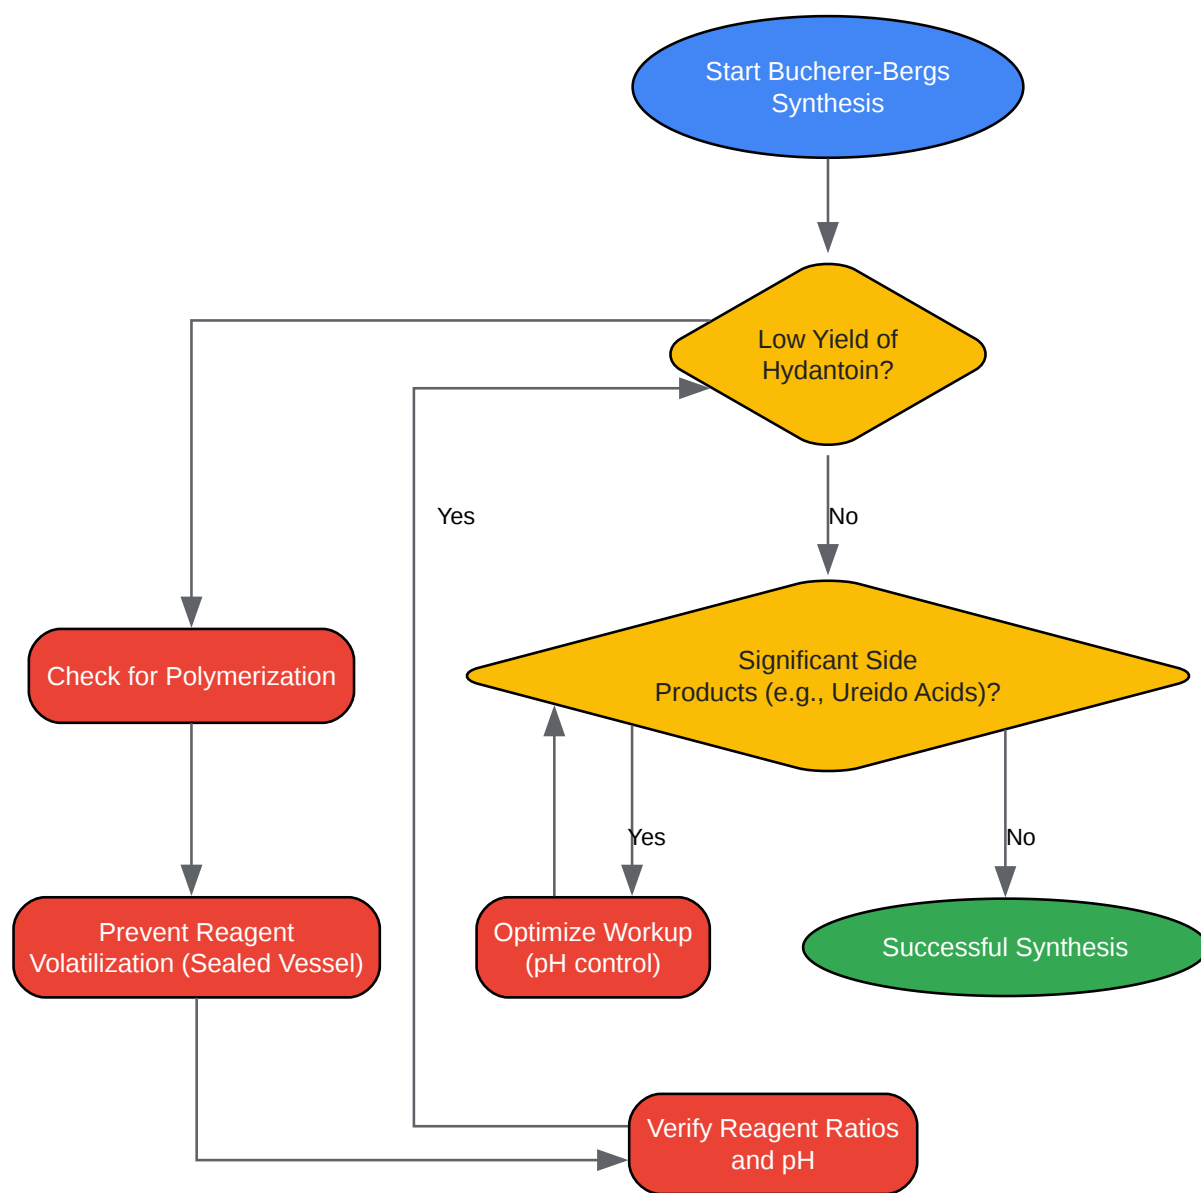 Start Bucherer-Bergs
Synthesis
Low Yield of
Hydantoin?
Yes
No
Check for Polymerization
Significant Side
Products (e.g., Ureido Acids)?
Yes
No
Prevent Reagent
Volatilization (Sealed Vessel)
Optimize Workup
(pH control)
Successful Synthesis
Verify Reagent Ratios
and pH